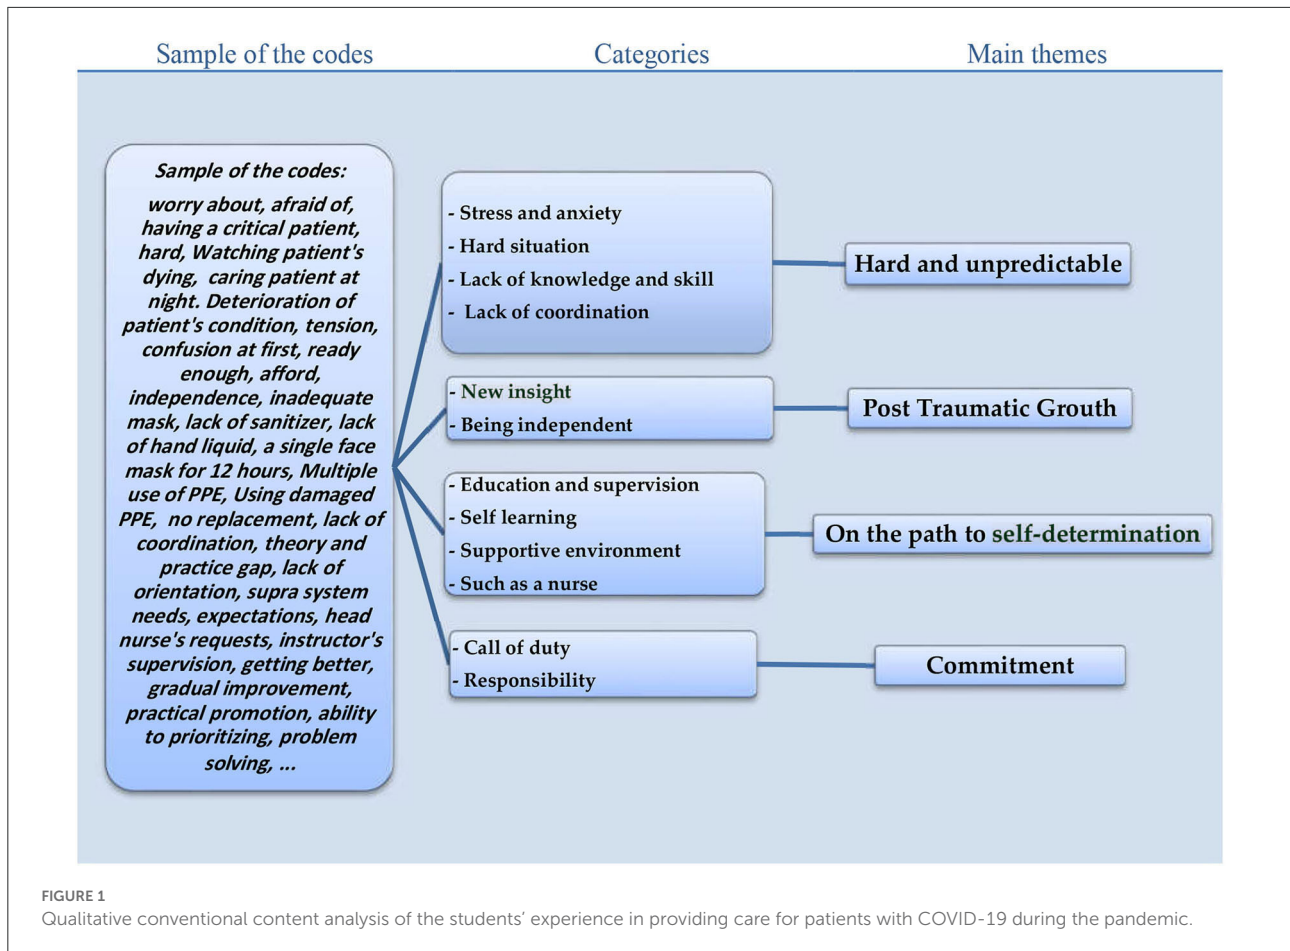 Sample of the codes
Categories
Main themes
Sample of the codes:
worry about, afraid of,
having a critical patient,
hard, Watching patient's
dying, caring patient at
night. Deterioration of
patient's condition, tension,
confusion at first, ready
enough, afford,
independence, inadequate
mask, lack of sanitizer, lack
of hand liquid, a single face
mask for 12 hours, Multiple
use of PPE, Using damaged
PPE, no replacement, lack of
coordination, theory and
practice gap, lack of
orientation, supra system
needs, expectations, head
nurse's requests, instructor's
supervision, getting better,
gradual improvement,
practical promotion, ability
to prioritizing, problem
solving, ...
- Stress and anxiety
- Hard situation
- Lack of knowledge and skill
- Lack of coordination
Hard and unpredictable
- New insight
- Being independent
Post Traumatic Grouth
- Education and supervision
- Self learning
- Supportive environment
- Such as a nurse
On the path to self-determination
- Call of duty
- Responsibility
Commitment
FIGURE 1
Qualitative conventional content analysis of the students' experience in providing care for patients with COVID-19 during the pandemic.